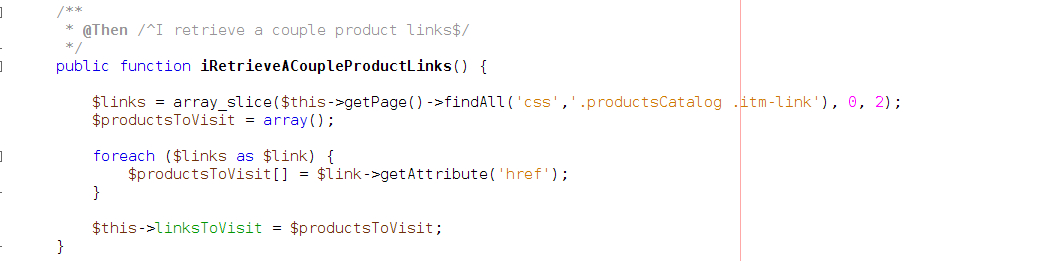 /**
 * @Then /^I retrieve a couple product links$/
 */
public function iRetrieveACoupleProductLinks() {
$links = array_slice($this->getPage()->findAll('css','.productsCatalog .itm-link'), 0, 2);
$productsToVisit = array();
foreach ($links as $link) {
$productsToVisit[] = $link->getAttribute('href');
}
$this->linksToVisit = $productsToVisit;
}